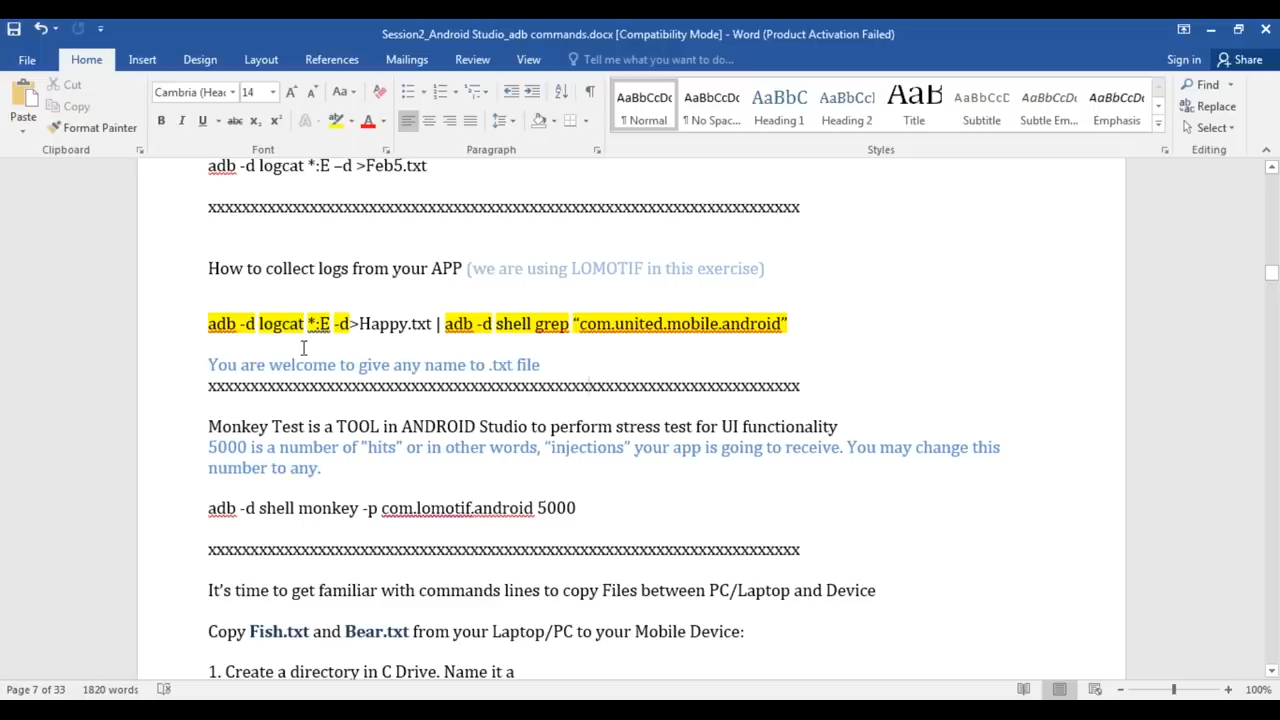 Session2_Android Studio_adb commands.docx [Compatibility Mode] - Word (Product Activation Failed)
File Home Insert Design Layout References Mailings Review View Tell me what you want to do... Sign in Share
Paste Cut Copy Format Painter
Clipboard
Cambria (Head 14
Font
Paragraph
AaBbCcDc AaBbCcDc AaBbC AaBbCcD AaB AaBbCcD AaBbCcDc AaBbCcDc
¶ Normal ¶ No Spac... Heading 1 Heading 2 Title Subtitle Subtle Em... Emphasis
Styles
Find
Replace
Select
Editing
adb -d logcat *:E –d >Feb5.txt
xxxxxxxxxxxxxxxxxxxxxxxxxxxxxxxxxxxxxxxxxxxxxxxxxxxxxxxxxxxxxxxxxxxxxx
How to collect logs from your APP (we are using LOMOTIF in this exercise)
adb -d logcat *:E -d>Happy.txt | adb -d shell grep “com.united.mobile.android”
You are welcome to give any name to .txt file
xxxxxxxxxxxxxxxxxxxxxxxxxxxxxxxxxxxxxxxxxxxxxxxxxxxxxxxxxxxxxxxxxxxxxx
Monkey Test is a TOOL in ANDROID Studio to perform stress test for UI functionality
5000 is a number of “hits” or in other words, “injections” your app is going to receive. You may change this
number to any.
adb -d shell monkey -p com.lomotif.android 5000
xxxxxxxxxxxxxxxxxxxxxxxxxxxxxxxxxxxxxxxxxxxxxxxxxxxxxxxxxxxxxxxxxxxxxx
It’s time to get familiar with commands lines to copy Files between PC/Laptop and Device
Copy Fish.txt and Bear.txt from your Laptop/PC to your Mobile Device:
1. Create a directory in C Drive. Name it a
Page 7 of 33 1820 words 100%